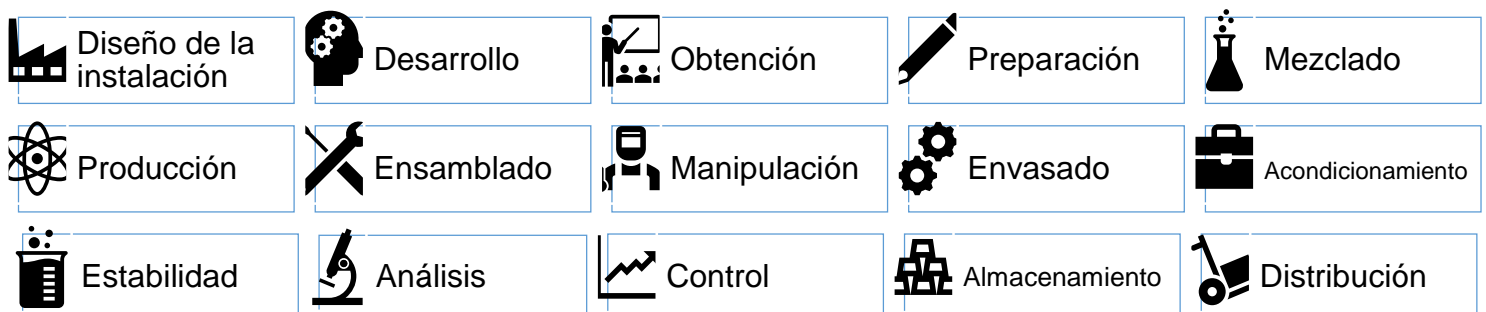 Diseño de la
instalación
Desarrollo
Obtención
Preparación
Mezclado
Producción
Ensamblado
Manipulación
Envasado
Acondicionamiento
Estabilidad
Análisis
Control
Almacenamiento
Distribución